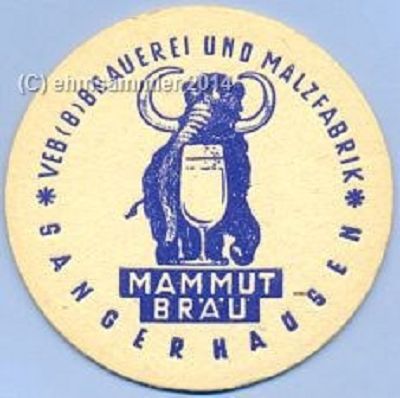 (C) ehmsammler 2014
* VEB (B) BRAUEREI UND MALZFABRIK *
MAMMUT
BRÄU
SANGERHAUSEN